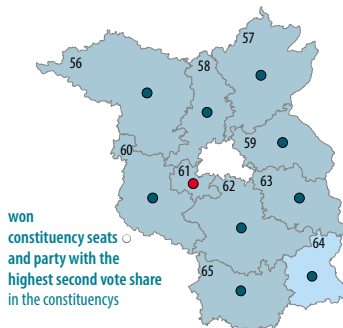 57
56
58
59
60
61
62
63
64
65
won
constituency seats
and party with the
highest second vote share
in the constituencys